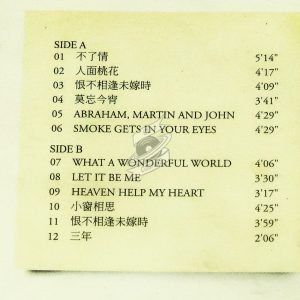 SIDE A
01 不了情 5'14"
02 人面桃花 4'17"
03 恨不相逢未嫁時 4'09"
04 莫忘今宵 3'41"
05 ABRAHAM, MARTIN AND JOHN 4'29"
06 SMOKE GETS IN YOUR EYES 4'29"
SIDE B
07 WHAT A WONDERFUL WORLD 4'06"
08 LET IT BE ME 3'30"
09 HEAVEN HELP MY HEART 3'17"
10 小窗相思 4'25"
11 恨不相逢未嫁時 3'59"
12 三年 2'06"